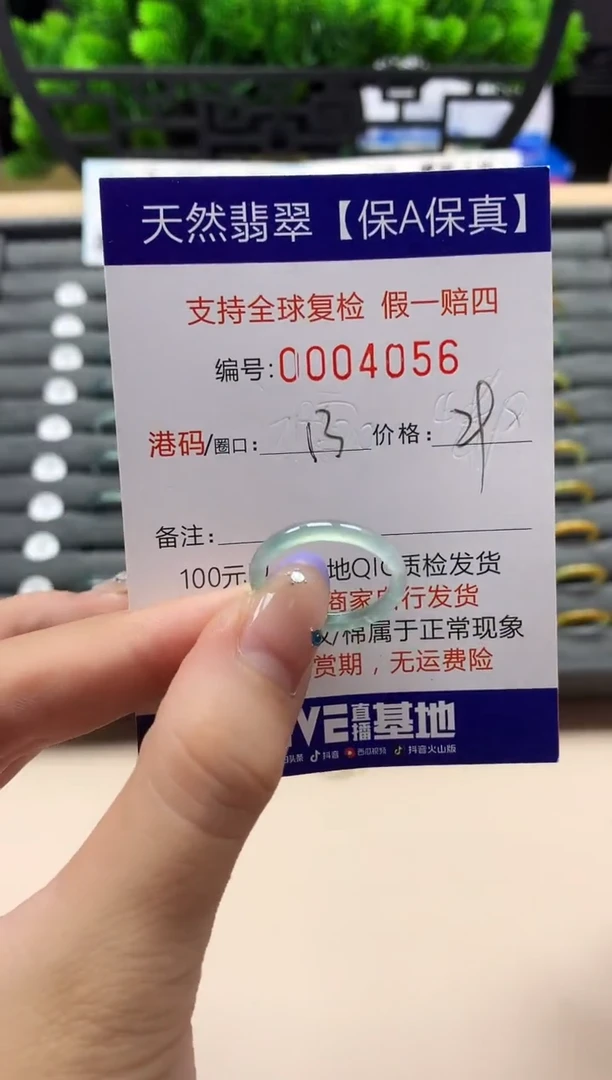 天然翡翠【保A保真】
支持全球复检 假一赔四
编号:0004056
港码/圈口: 13 价格:
备注:
100元 地QIC质检发货
商家自行发货
/棉属于正常现象
赏期，无运费险
直播基地
抖音 西瓜视频 抖音火山版